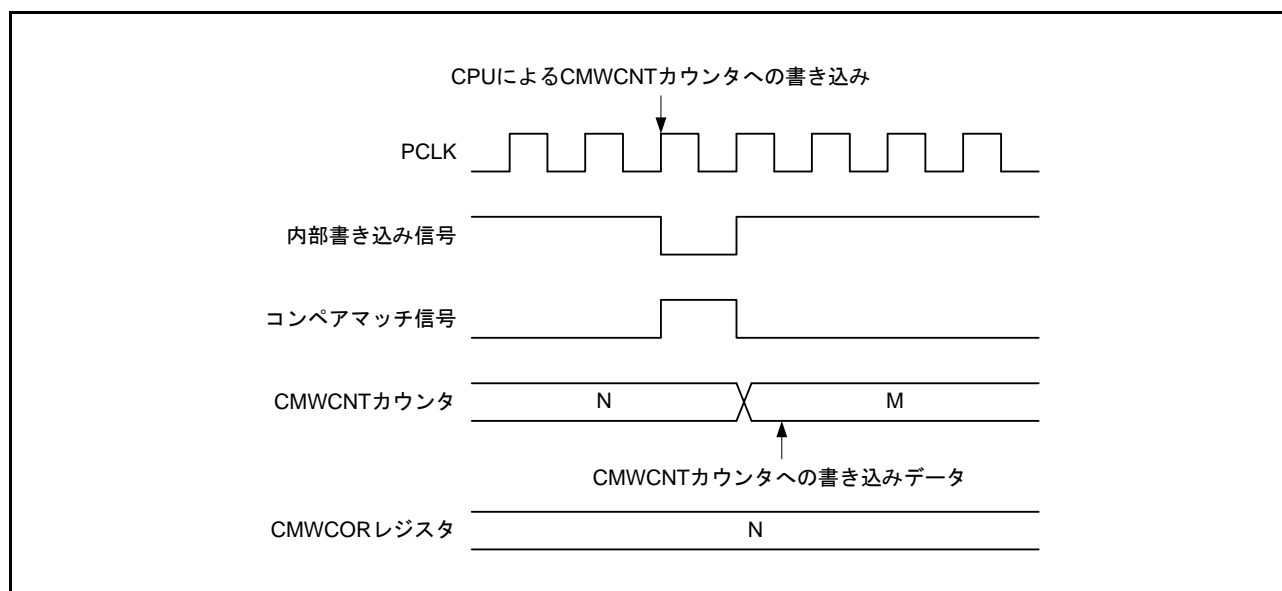 CPUによるCMWCNTカウンタへの書き込み
PCLK
内部書き込み信号
コンペアマッチ信号
CMWCNTカウンタ
N
M
CMWCNTカウンタへの書き込みデータ
CMWCORレジスタ
N